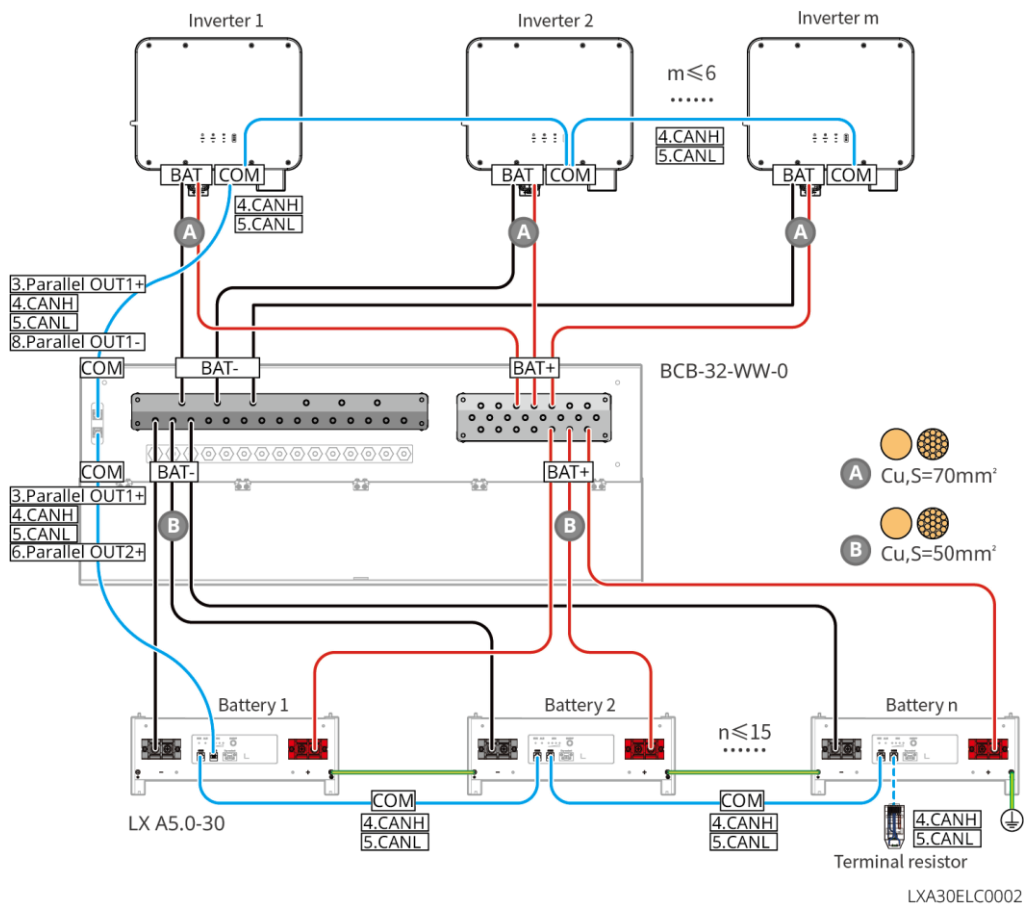 Inverter 1
Inverter 2
Inverter m
m≤6
......
4.CANH
5.CANL
BAT
COM
BAT
COM
BAT
COM
4.CANH
5.CANL
A
A
A
3.Parallel OUT1+
4.CANH
5.CANL
8.Parallel OUT1-
COM
BAT-
BAT+
BCB-32-WW-0
COM
BAT-
BAT+
A Cu,S=70mm²
3.Parallel OUT1+
4.CANH
5.CANL
6.Parallel OUT2+
B
B
B Cu,S=50mm²
Battery 1
Battery 2
Battery n
n≤15
......
-
+
-
+
-
+
LX A5.0-30
COM
4.CANH
5.CANL
COM
4.CANH
5.CANL
4.CANH
5.CANL
Terminal resistor
LXA30ELC0002